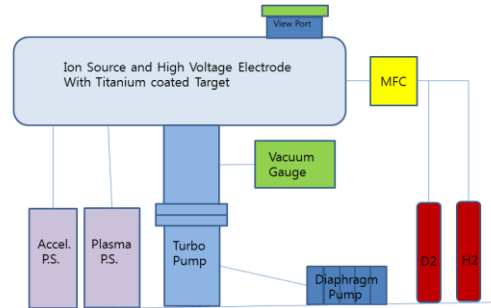 View Port
Ion Source and High Voltage Electrode
With Titanium coated Target
MFC
Vacuum
Gauge
Accel.
P.S.
Plasma
P.S.
Turbo
Pump
Diaphragm
Pump
D2
H2